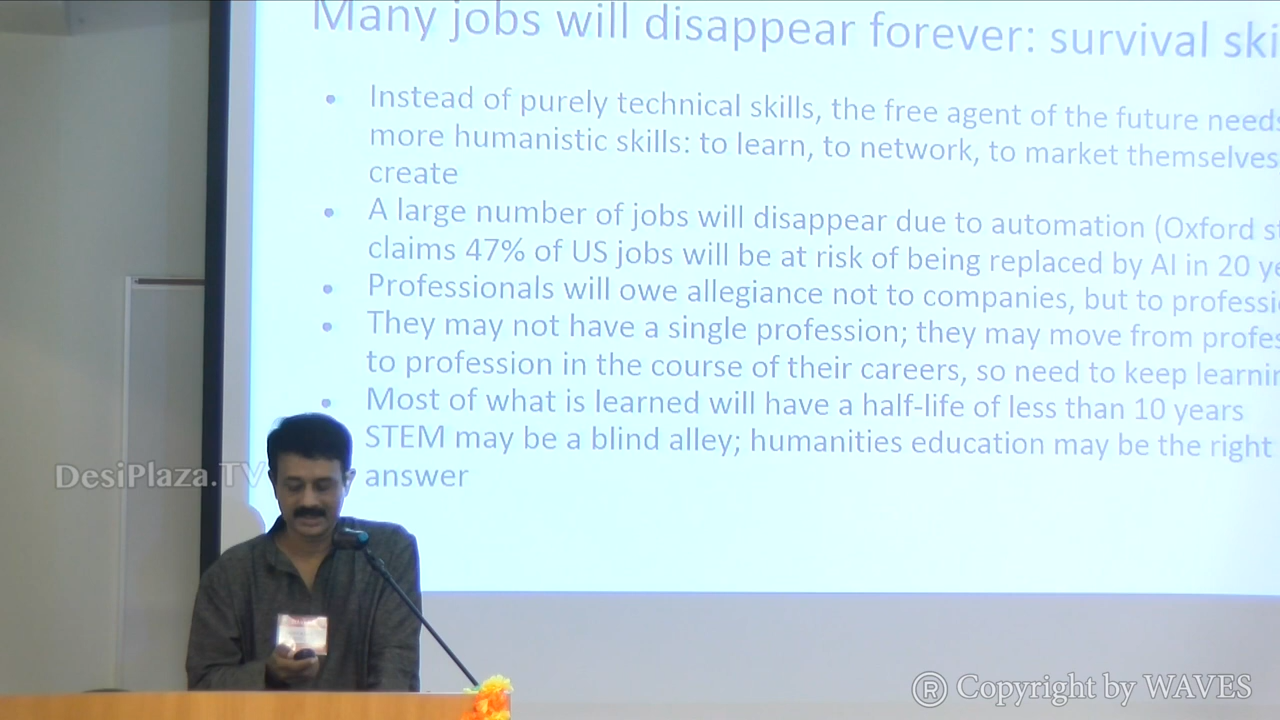 Many jobs will disappear forever: survival
Instead of purely technical skills, the free agent of the future needs
more humanistic skills: to learn, to network, to market themselves
create
A large number of jobs will disappear due to automation (Oxford
claims 47% of US jobs will be at risk of being replaced by AI in 20
Professionals will owe allegiance not to companies, but to
They may not have a single profession; they may move from
to profession in the course of their careers, so need to keep
Most of what is learned will have a half-life of less than 10 years
STEM may be a blind alley; humanities education may be the right
answer
DesiPlaza.TV
® Copyright by WAVES